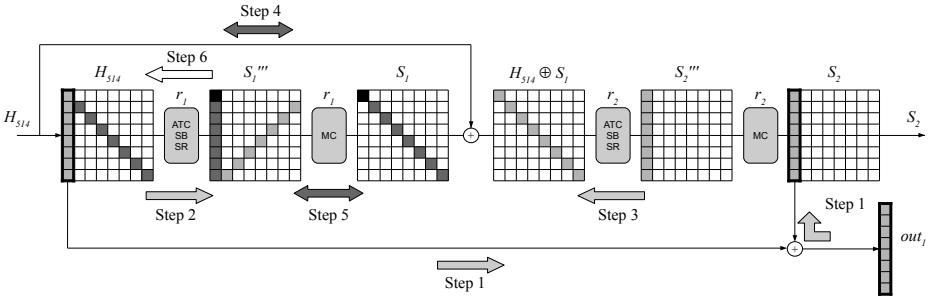 Step 4
Step 6
H514 S1''' S1 H514 ⊕ S1 S2''' S2
r1 r1 r2 r2
H514 ATC SB SR MC + ATC SB SR MC S2
Step 2 Step 5 Step 3 Step 1
+ out1
Step 1